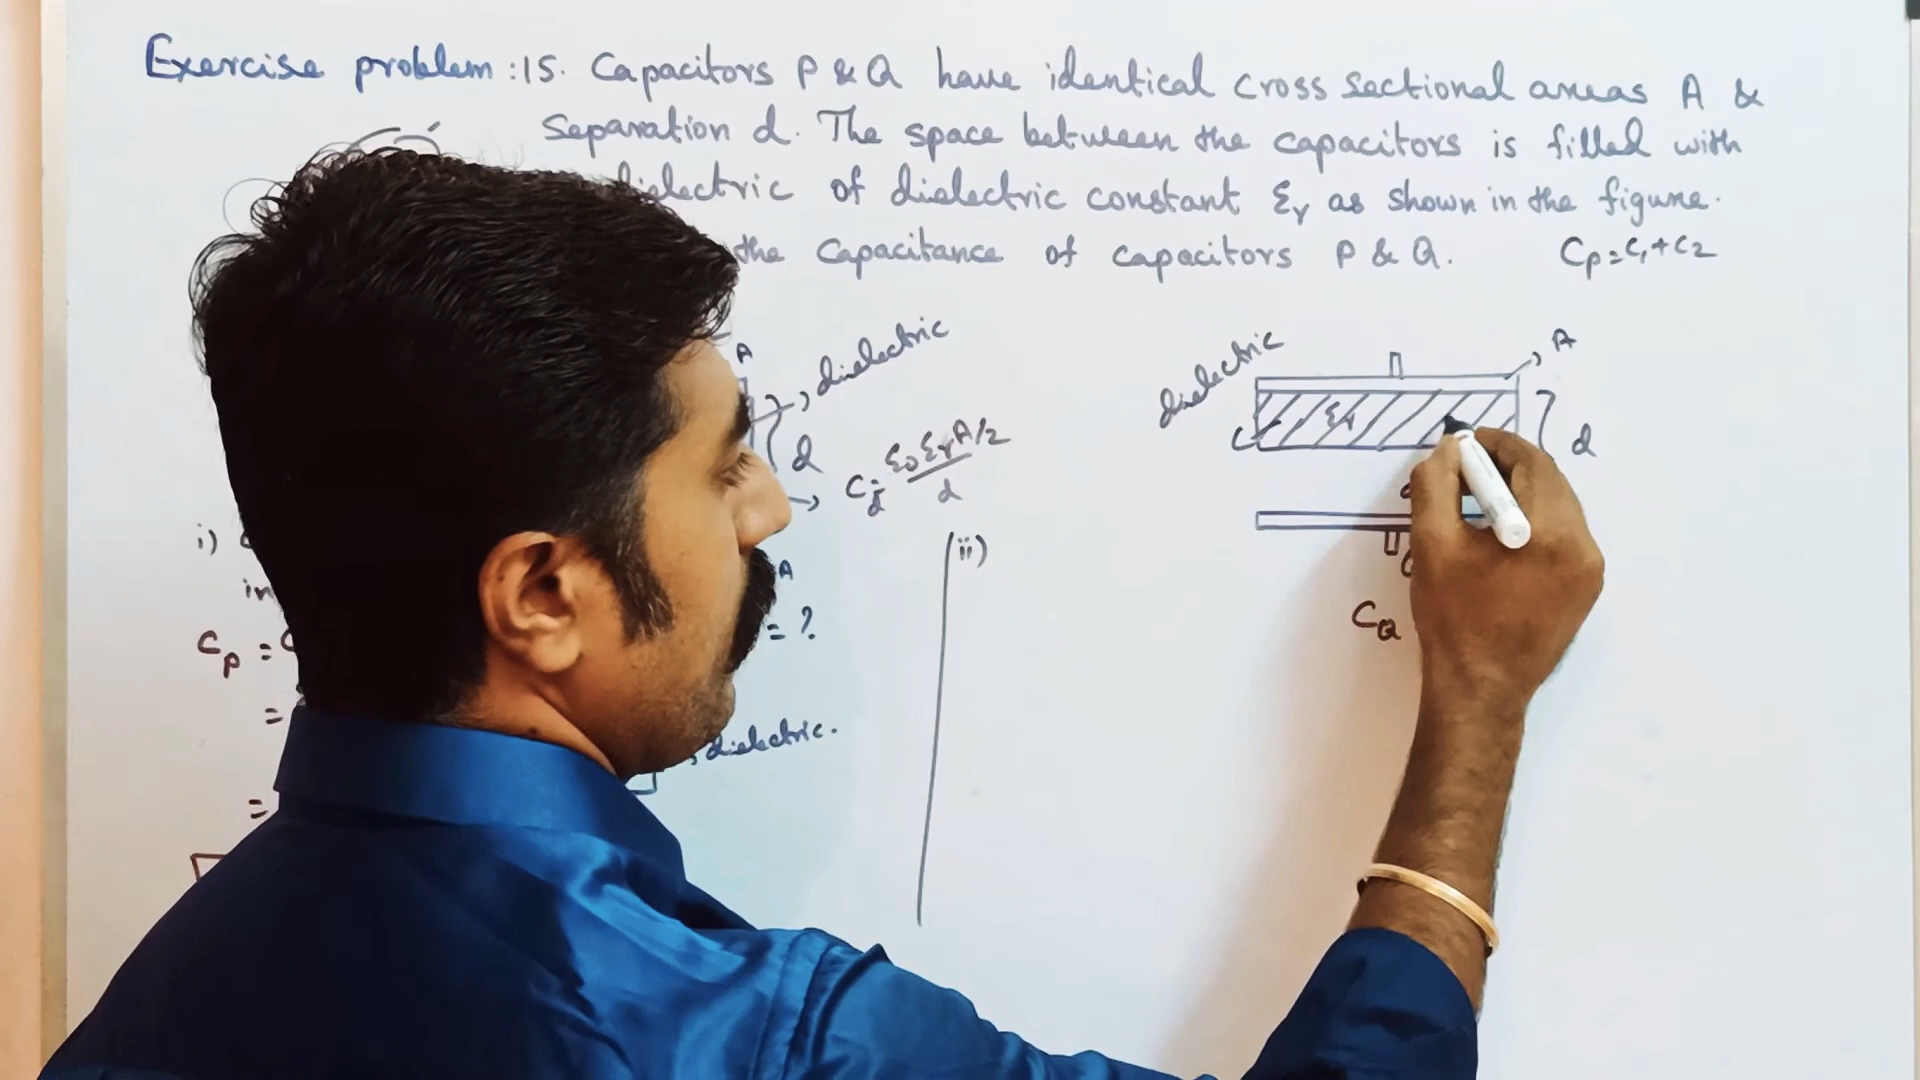 Exercise problem: 15. Capacitors P & Q have identical cross sectional areas A &
Separation d. The space between the capacitors is filled with
dielectric of dielectric constant εr as shown in the figure.
the capacitance of capacitors P & Q. Cp = C1 + C2
A
dielectric
d
C2 = ε0 εr A/2 / d
i)
in
A
= ?
Cp =
=
dielectric.
=
ii)
dielectric
A
εr
d
CQ